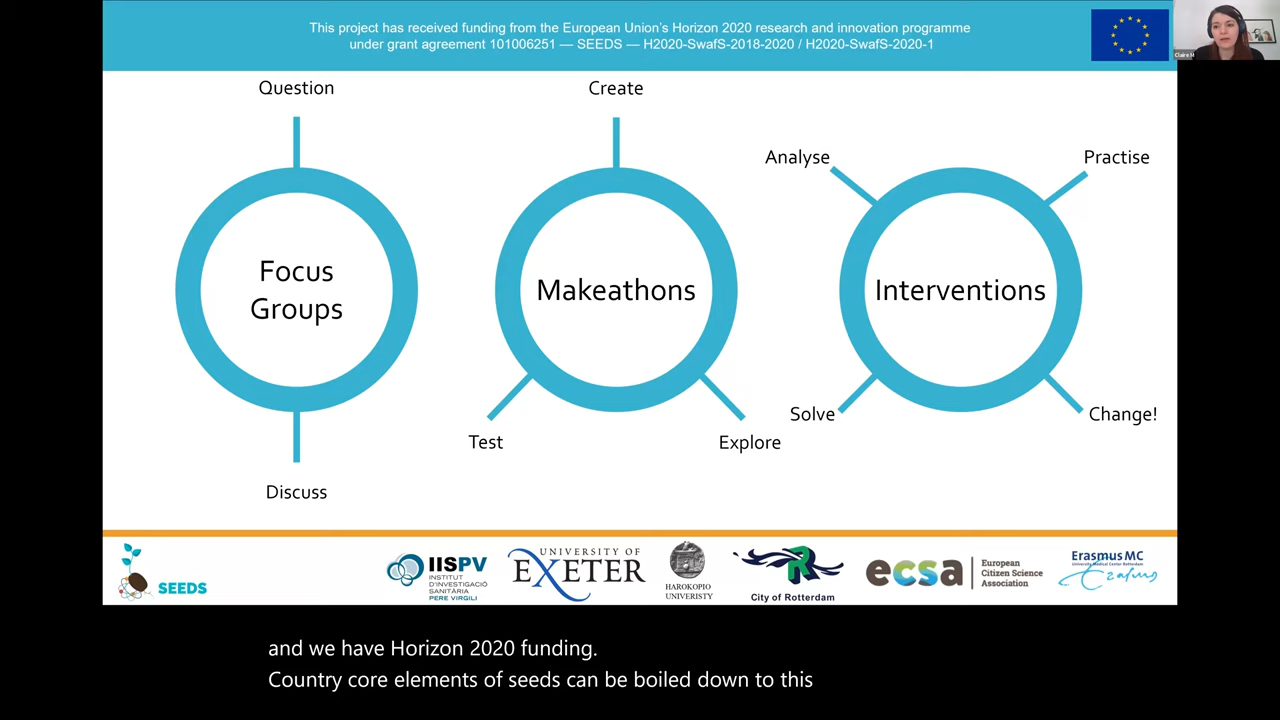 This project has received funding from the European Union's Horizon 2020 research and innovation programme
under grant agreement 101006251 — SEEDS — H2020-SwafS-2018-2020 / H2020-SwafS-2020-1
Claire M
Question
Create
Analyse
Practise
Focus
Groups
Makeathons
Interventions
Solve
Change!
Test
Explore
Discuss
SEEDS
IISPV
INSTITUT
D'INVESTIGACIÓ
SANITÀRIA
PERE VIRGILI
UNIVERSITY OF
EXETER
HAROKOPIO
UNIVERISTY
R
City of Rotterdam
ecsa
European
Citizen Science
Association
Erasmus MC
University Medical Center Rotterdam
Erasmus
and we have Horizon 2020 funding.
Country core elements of seeds can be boiled down to this